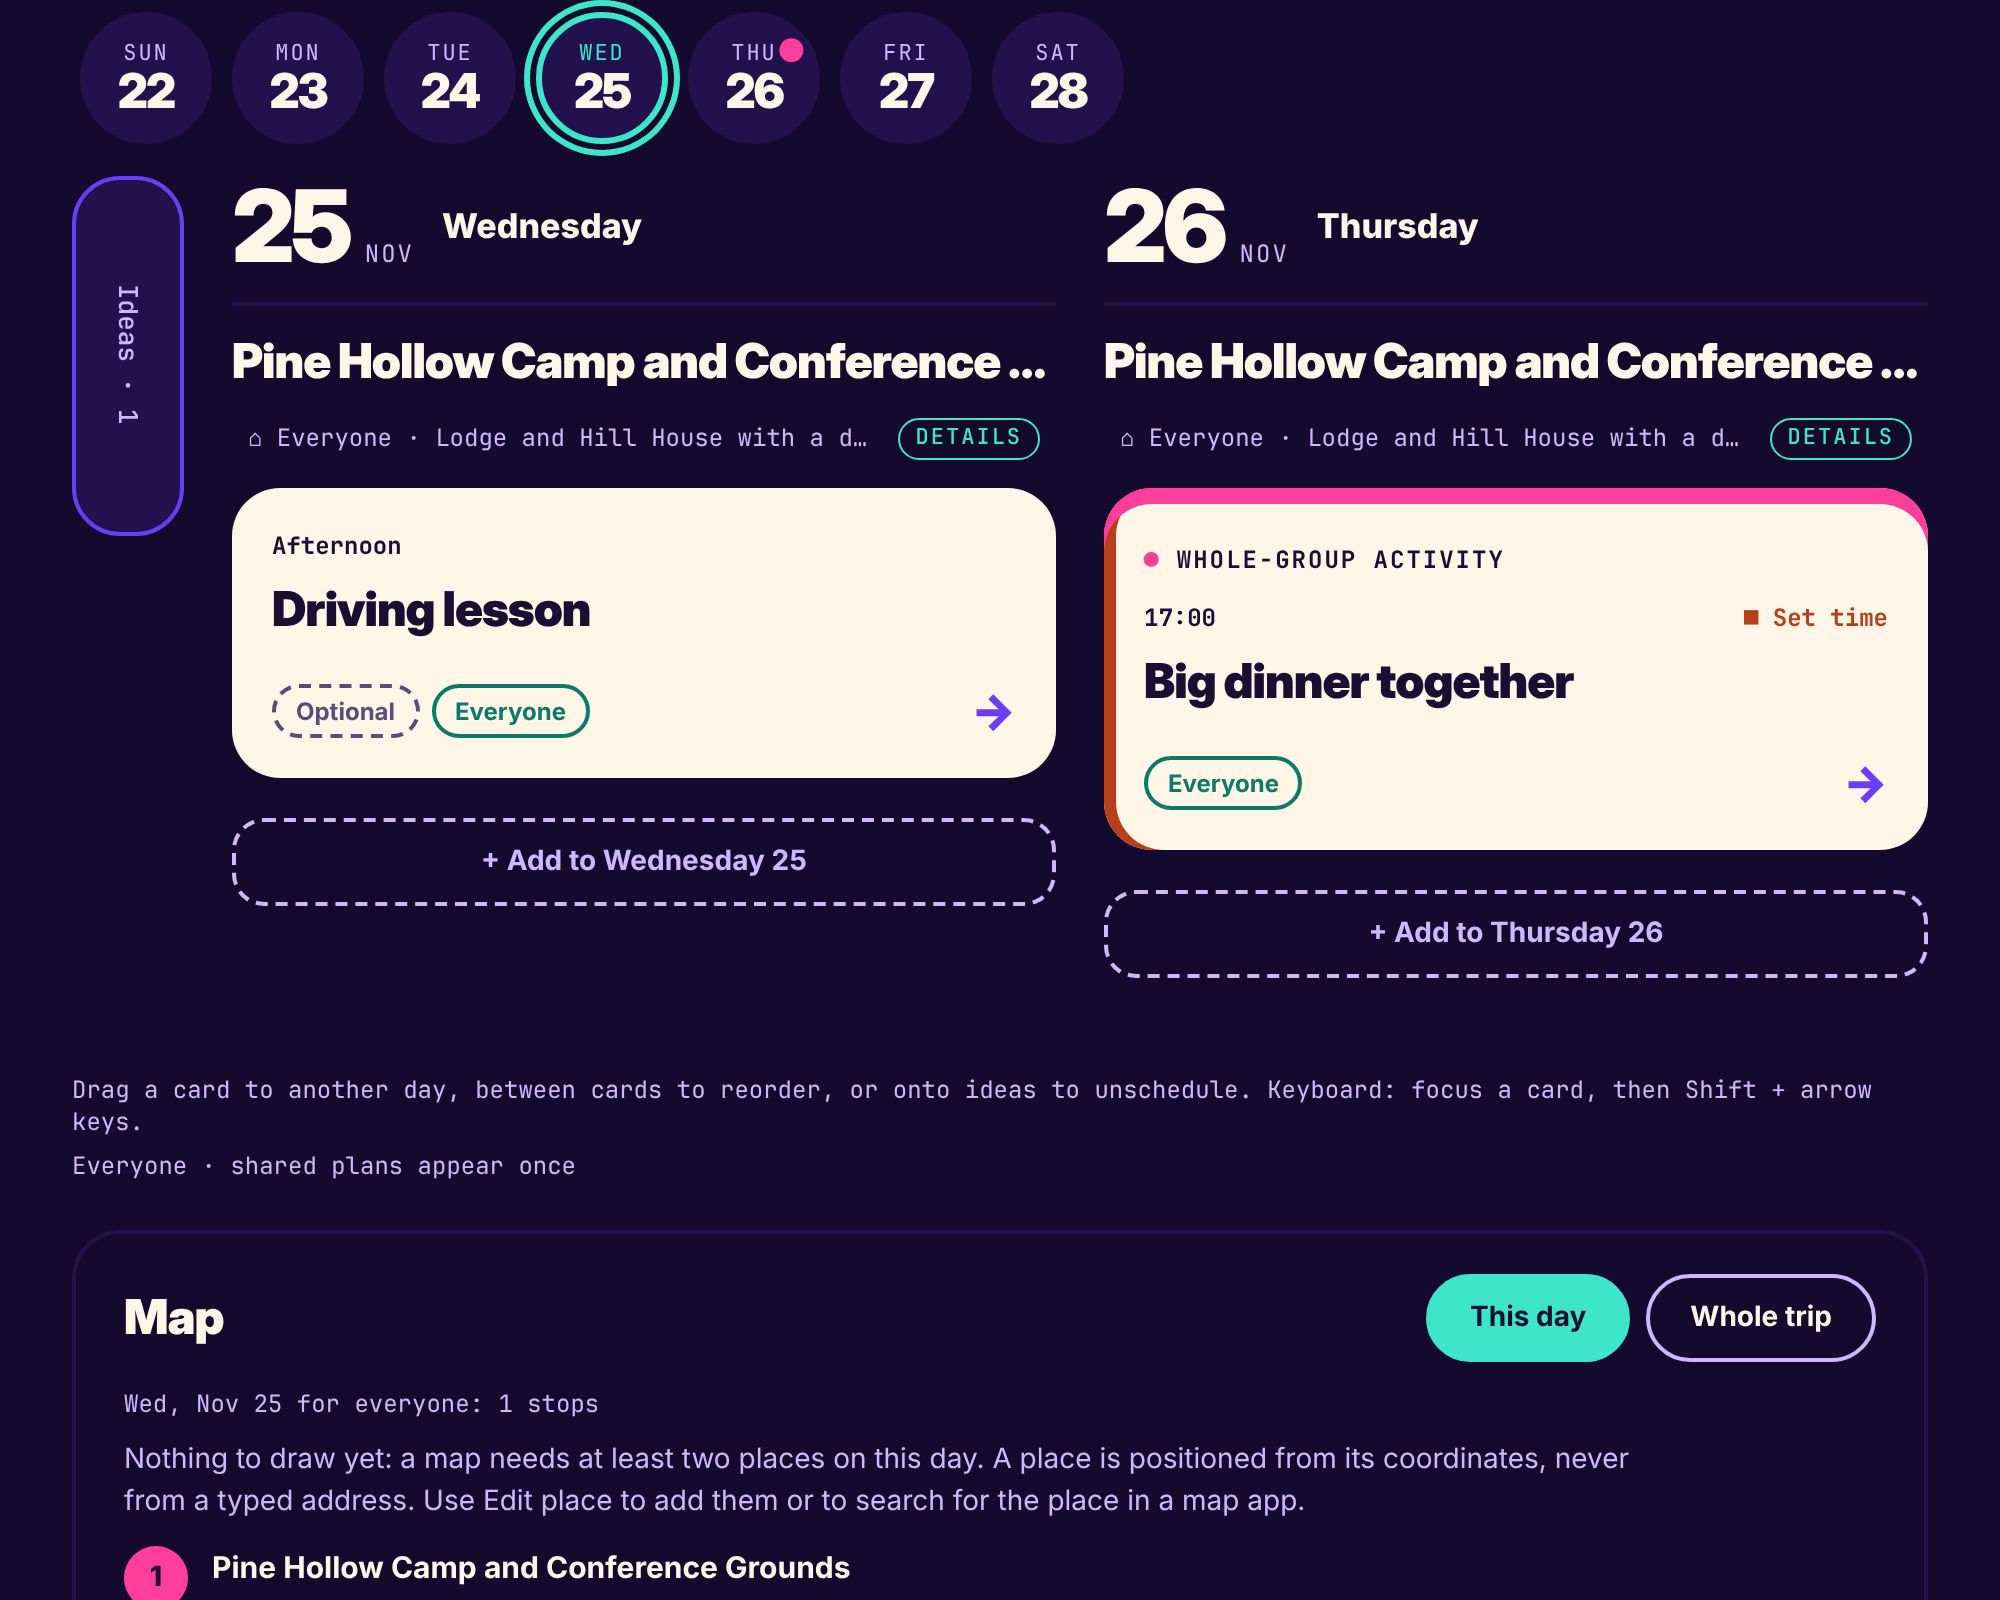 SUN
22
MON
23
TUE
24
WED
25
THU
26
FRI
27
SAT
28
Ideas · 1
25 NOV Wednesday
Pine Hollow Camp and Conference ...
⌂ Everyone · Lodge and Hill House with a d… DETAILS
Afternoon
Driving lesson
Optional Everyone →
+ Add to Wednesday 25
26 NOV Thursday
Pine Hollow Camp and Conference ...
⌂ Everyone · Lodge and Hill House with a d… DETAILS
WHOLE-GROUP ACTIVITY
17:00 ■ Set time
Big dinner together
Everyone →
+ Add to Thursday 26
Drag a card to another day, between cards to reorder, or onto ideas to unschedule. Keyboard: focus a card, then Shift + arrow
keys.
Everyone · shared plans appear once
Map
This day Whole trip
Wed, Nov 25 for everyone: 1 stops
Nothing to draw yet: a map needs at least two places on this day. A place is positioned from its coordinates, never
from a typed address. Use Edit place to add them or to search for the place in a map app.
1 Pine Hollow Camp and Conference Grounds